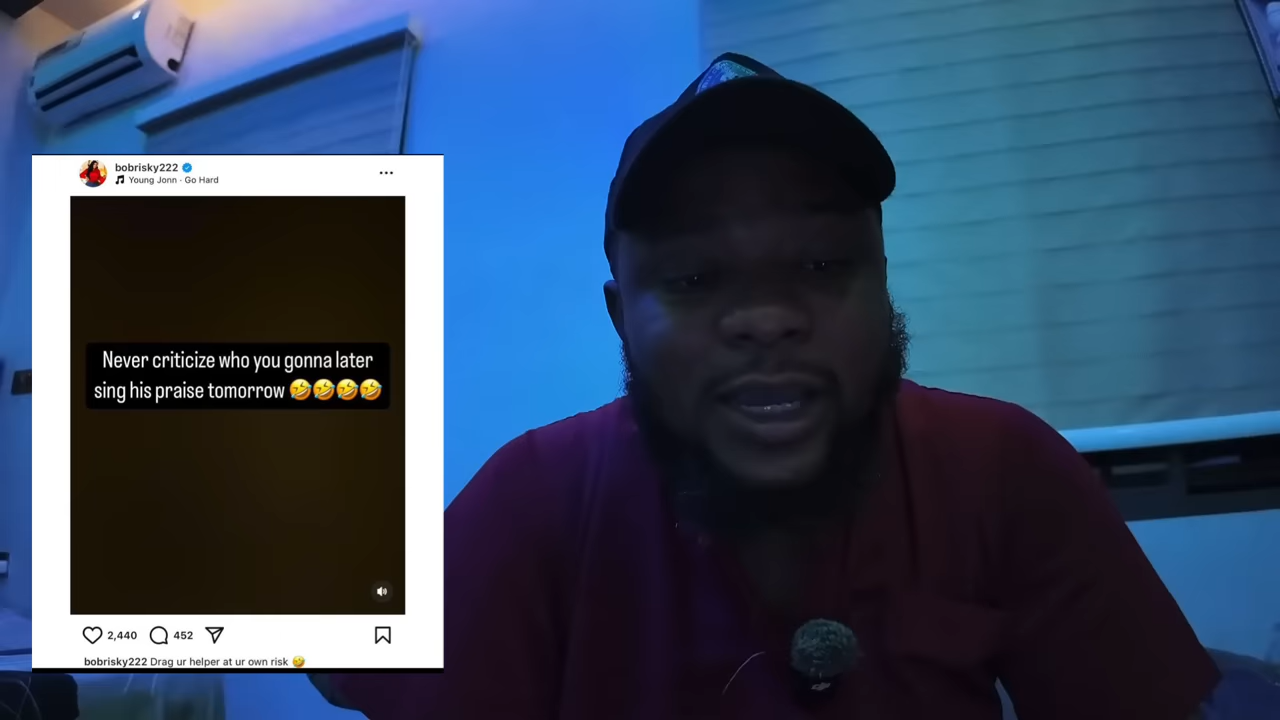 bobrisky222
Young Jonn · Go Hard
Never criticize who you gonna later
sing his praise tomorrow 🤣🤣🤣🤣
2,440 452
bobrisky222 Drag ur helper at ur own risk 🤣